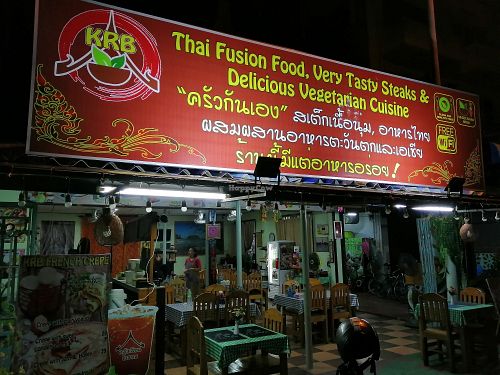 KRB
Thai Fusion Food, Very Tasty Steaks &
Delicious Vegetarian Cuisine
"ครัวกันเอง" สเต็กเนื้อนุ่ม, อาหารไทย
ผสมผสานอาหารตะวันตกและเอเชีย
ร้านนี้มีแต่อาหารอร่อย!
FREE
WiFi
KRB FRENCH CREPE